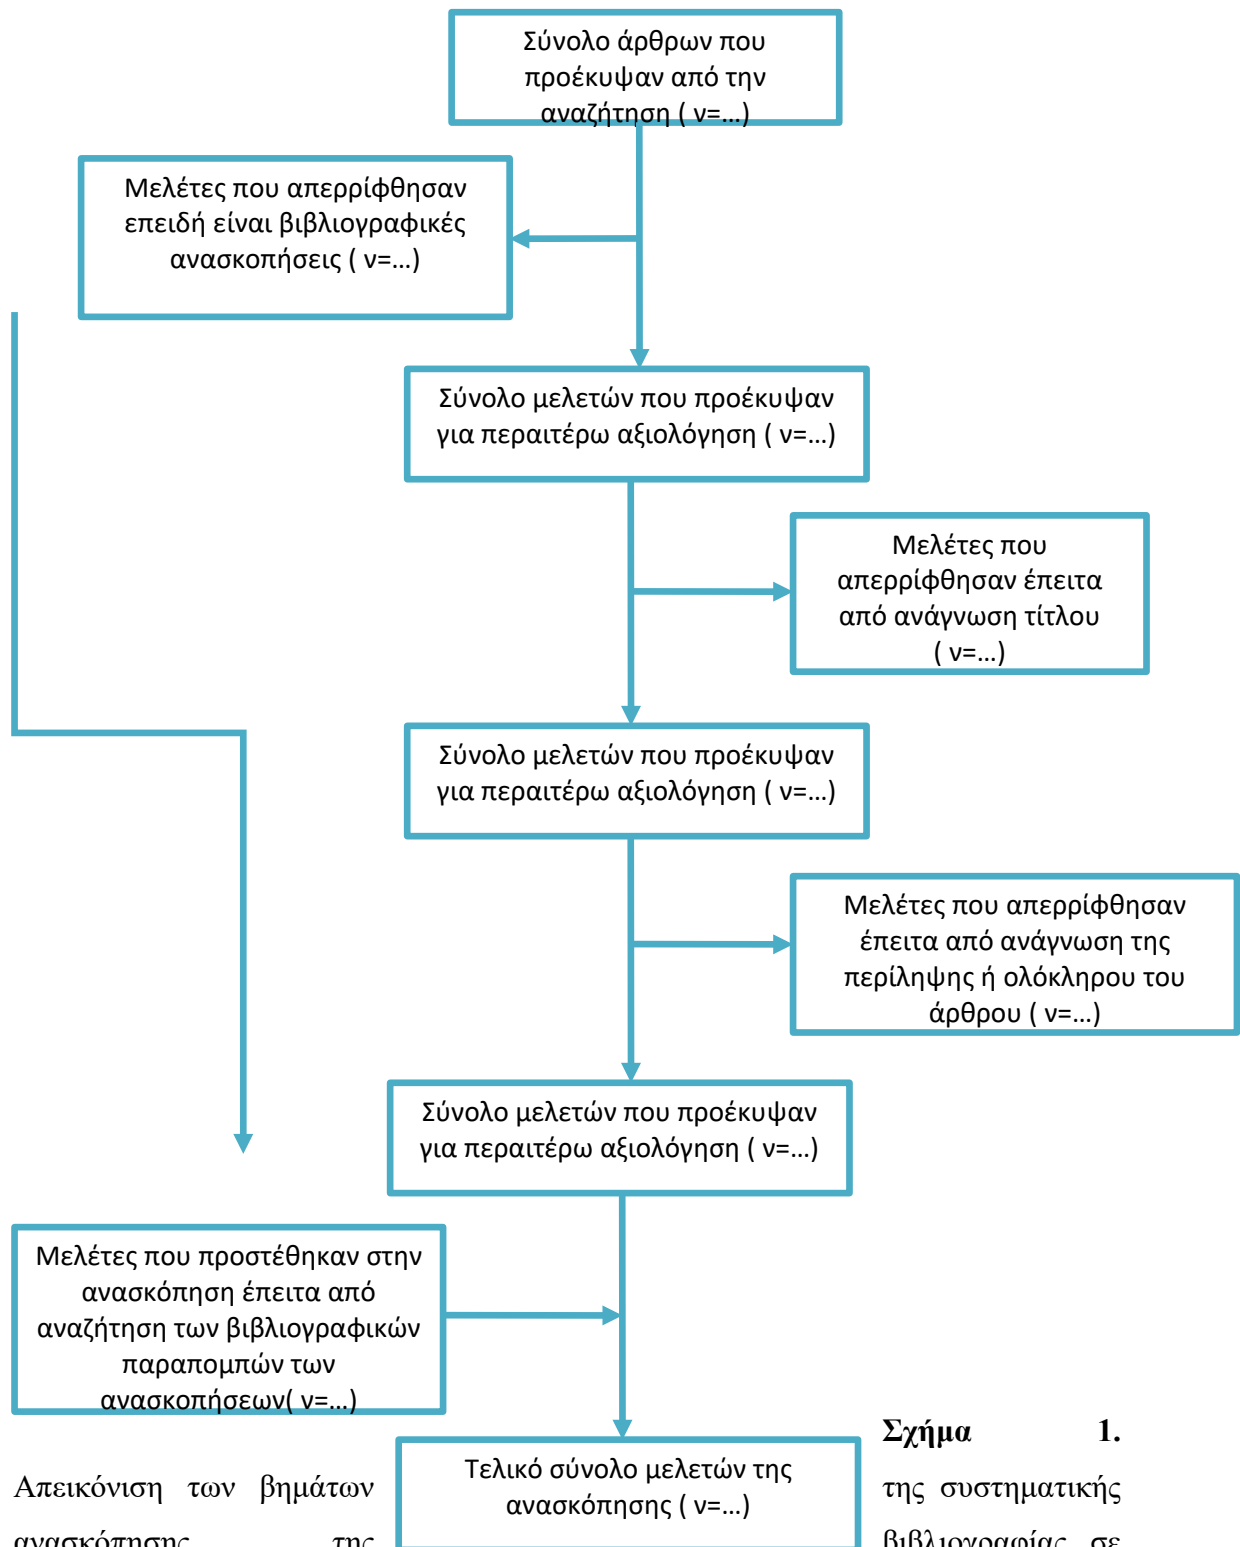 Σύνολο άρθρων που
προέκυψαν από την
αναζήτηση ( ν=...)
Μελέτες που απερρίφθησαν
επειδή είναι βιβλιογραφικές
ανασκοπήσεις ( ν=...)
Σύνολο μελετών που προέκυψαν
για περαιτέρω αξιολόγηση ( ν=...)
Μελέτες που
απερρίφθησαν έπειτα
από ανάγνωση τίτλου
( ν=...)
Σύνολο μελετών που προέκυψαν
για περαιτέρω αξιολόγηση ( ν=...)
Μελέτες που απερρίφθησαν
έπειτα από ανάγνωση της
περίληψης ή ολόκληρου του
άρθρου ( ν=...)
Σύνολο μελετών που προέκυψαν
για περαιτέρω αξιολόγηση ( ν=...)
Μελέτες που προστέθηκαν στην
ανασκόπηση έπειτα από
αναζήτηση των βιβλιογραφικών
παραπομπών των
ανασκοπήσεων( ν=...)
Τελικό σύνολο μελετών της
ανασκόπησης ( ν=...)
Σχήμα 1.
Απεικόνιση των βημάτων της συστηματικής
ανασκόπησης της βιβλιογραφίας σε